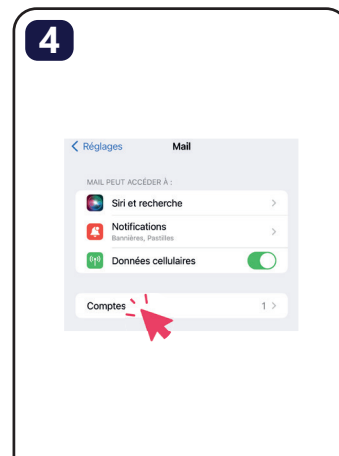 4
Réglages Mail
MAIL PEUT ACCÉDER À :
Siri et recherche
Notifications
Bannières, Pastilles
Données cellulaires
Comptes 1